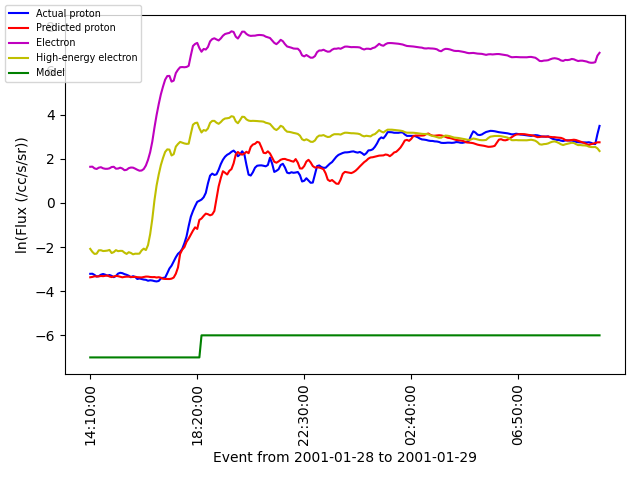 Actual proton
Predicted proton
Electron
High-energy electron
Model
4
2
0
−2
−4
−6
ln(Flux (/cc/s/sr))
14:10:00
18:20:00
22:30:00
02:40:00
06:50:00
Event from 2001-01-28 to 2001-01-29